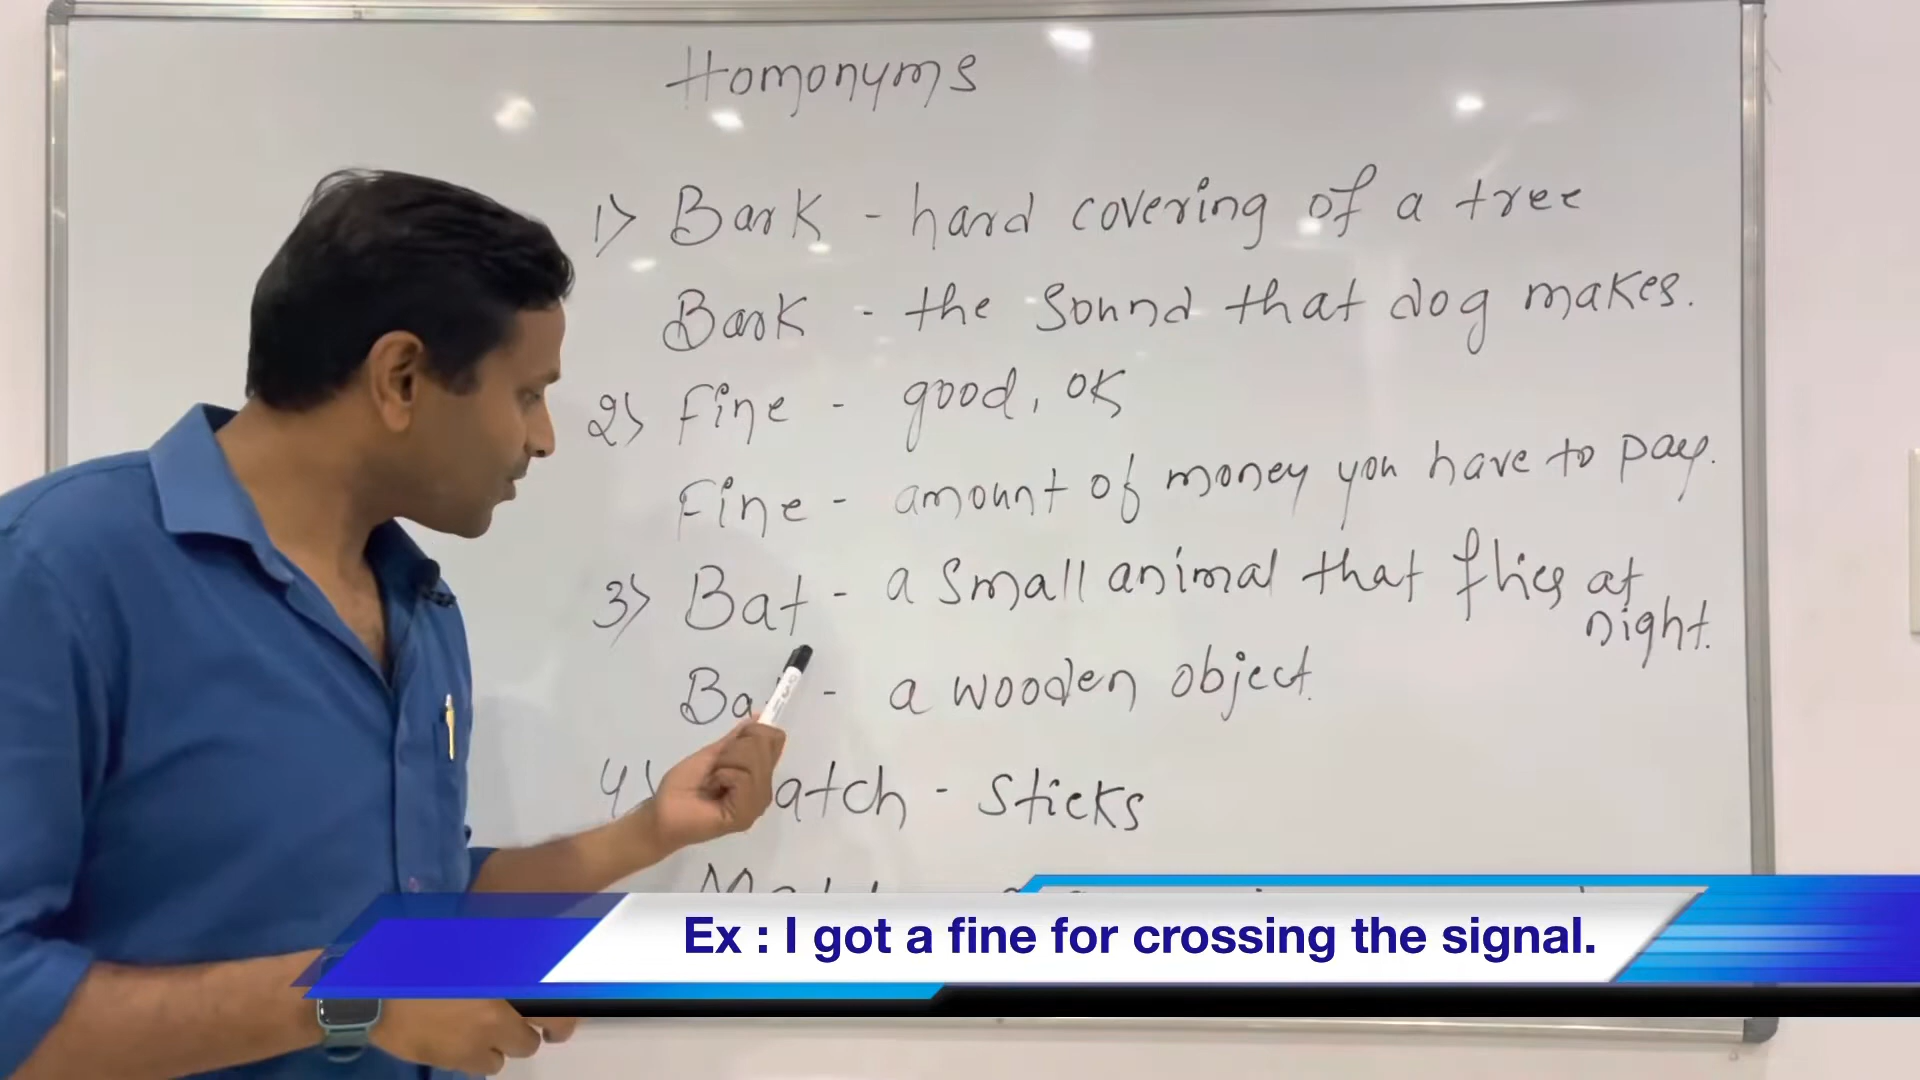 Homonyms
1) Bark - hard covering of a tree
Bark - the sound that dog makes.
2) Fine - good, ok
Fine - amount of money you have to pay.
3) Bat - a small animal that flies at
night.
- a wooden object.
4) - sticks
Ex : I got a fine for crossing the signal.